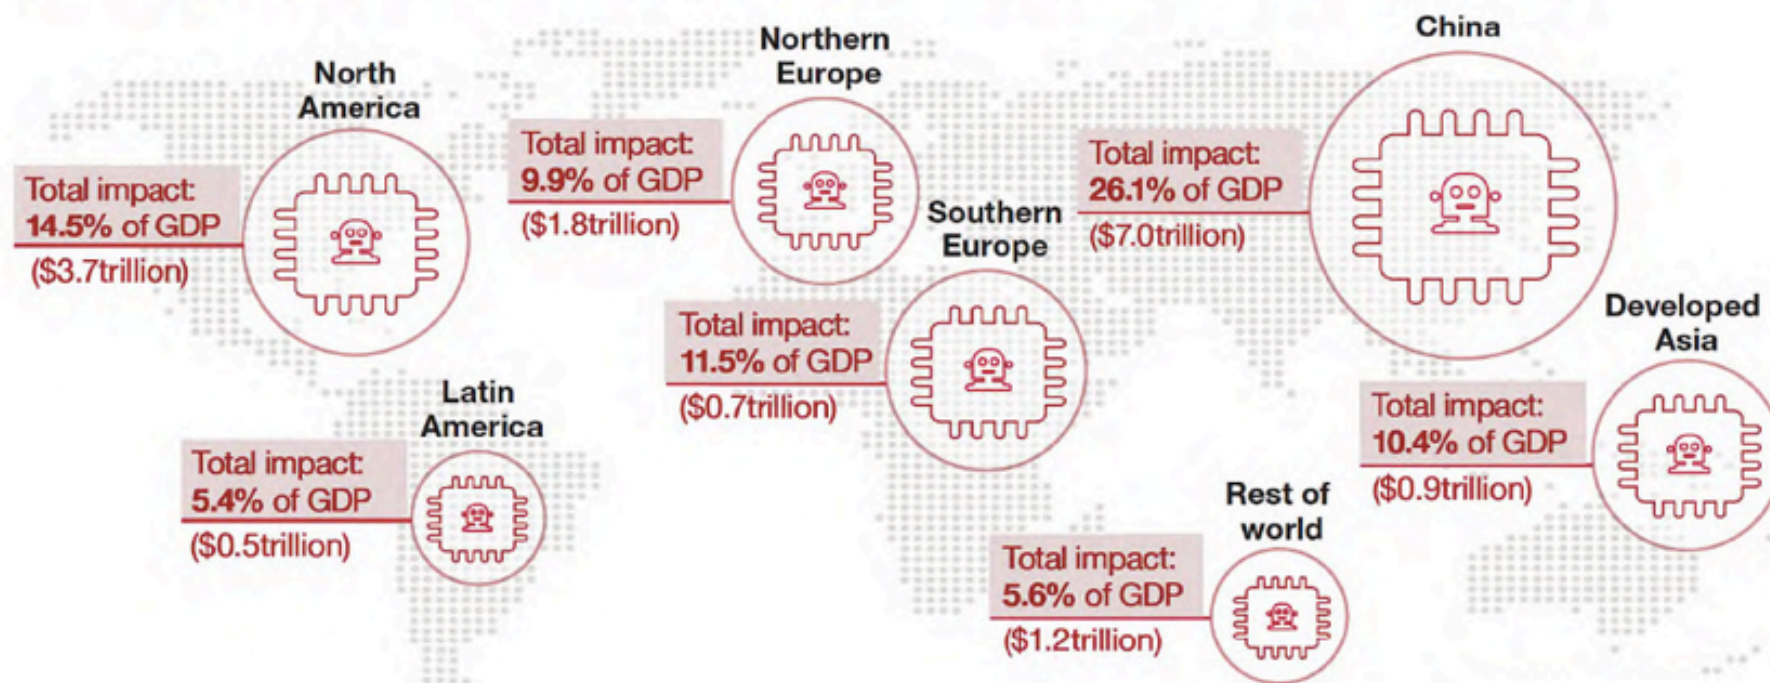 North
America
Total impact:
14.5% of GDP
($3.7trillion)
Northern
Europe
Total impact:
9.9% of GDP
($1.8trillion)
China
Total impact:
26.1% of GDP
($7.0trillion)
Southern
Europe
Total impact:
11.5% of GDP
($0.7trillion)
Developed
Asia
Total impact:
10.4% of GDP
($0.9trillion)
Latin
America
Total impact:
5.4% of GDP
($0.5trillion)
Rest of
world
Total impact:
5.6% of GDP
($1.2trillion)